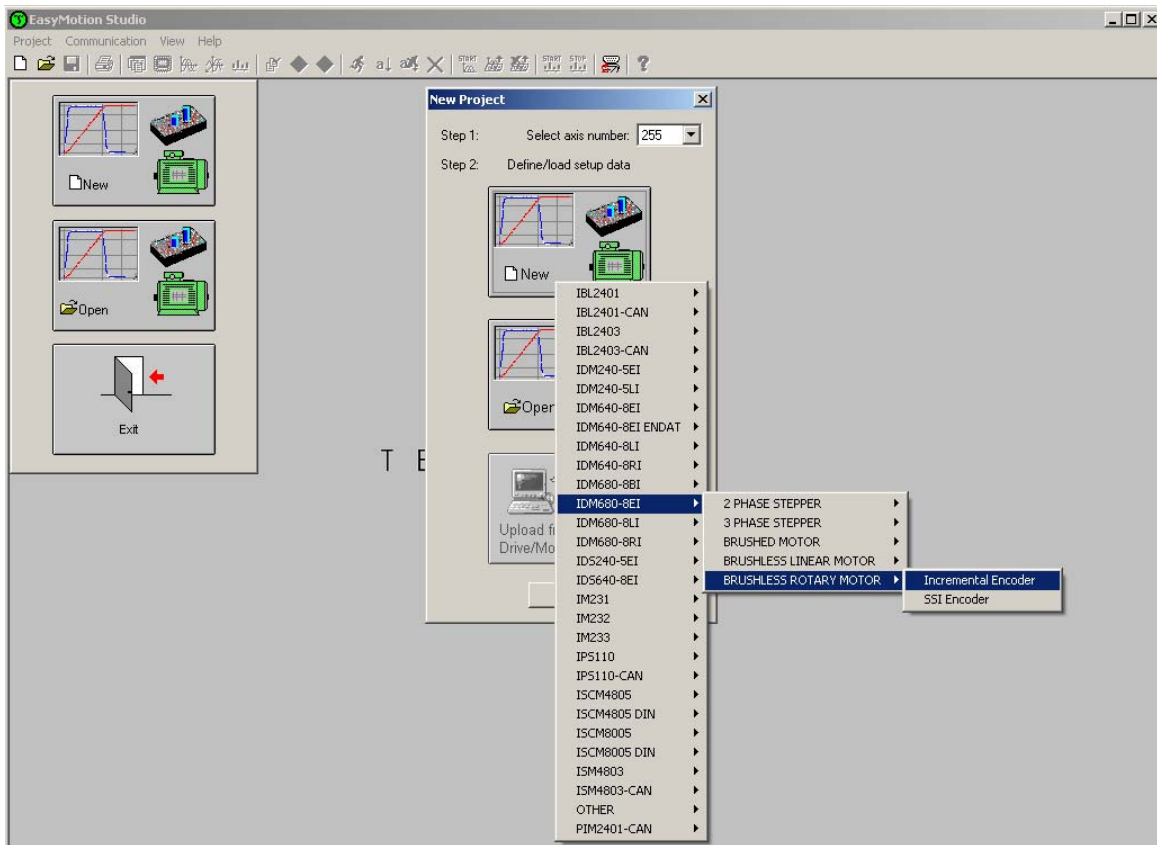 EasyMotion Studio
Project Communication View Help
START START STOP
New
Open
Exit
T E
New Project
Step 1: Select axis number: 255
Step 2: Define/load setup data
New
Open
Upload
Drive/Mo
IBL2401
IBL2401-CAN
IBL2403
IBL2403-CAN
IDM240-5EI
IDM240-5LI
IDM640-8EI
IDM640-8EI ENDAT
IDM640-8LI
IDM640-8RI
IDM680-8BI
IDM680-8EI
IDM680-8LI
IDM680-8RI
IDS240-5EI
IDS640-8EI
IM231
IM232
IM233
IPS110
IPS110-CAN
ISCM4805
ISCM4805 DIN
ISCM8005
ISCM8005 DIN
ISM4803
ISM4803-CAN
OTHER
PIM2401-CAN
2 PHASE STEPPER
3 PHASE STEPPER
BRUSHED MOTOR
BRUSHLESS LINEAR MOTOR
BRUSHLESS ROTARY MOTOR
Incremental Encoder
SSI Encoder